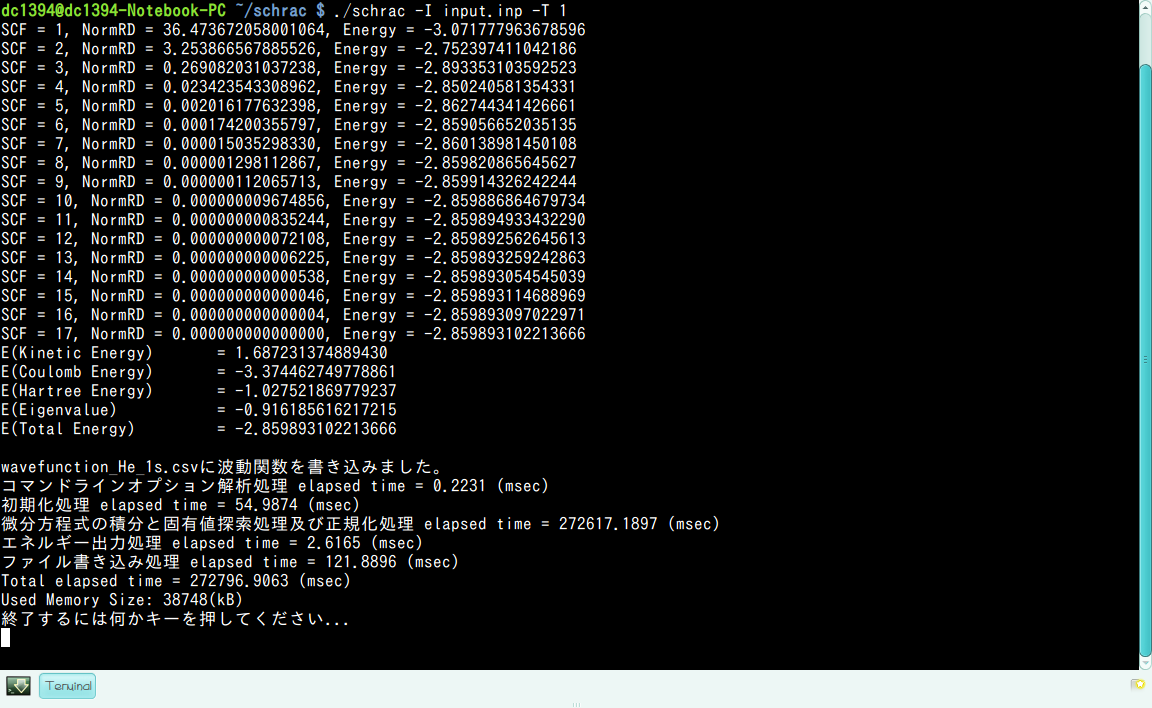 dc1394@dc1394-Notebook-PC ~/schrac $ ./schrac -I input.inp -T 1
SCF = 1, NormRD = 36.473672058001064, Energy = -3.071777963678596
SCF = 2, NormRD = 3.253866567885526, Energy = -2.752397411042186
SCF = 3, NormRD = 0.269082031037238, Energy = -2.893353103592523
SCF = 4, NormRD = 0.023423543308962, Energy = -2.850240581354331
SCF = 5, NormRD = 0.002016177632398, Energy = -2.862744341426661
SCF = 6, NormRD = 0.000174200355797, Energy = -2.859056652035135
SCF = 7, NormRD = 0.000015035298330, Energy = -2.860138981450108
SCF = 8, NormRD = 0.000001298112867, Energy = -2.859820865645627
SCF = 9, NormRD = 0.000000112065713, Energy = -2.859914326242244
SCF = 10, NormRD = 0.000000009674856, Energy = -2.859886864679734
SCF = 11, NormRD = 0.000000000835244, Energy = -2.859894933432290
SCF = 12, NormRD = 0.000000000072108, Energy = -2.859892562645613
SCF = 13, NormRD = 0.000000000006225, Energy = -2.859893259242863
SCF = 14, NormRD = 0.000000000000538, Energy = -2.859893054545039
SCF = 15, NormRD = 0.000000000000046, Energy = -2.859893114688969
SCF = 16, NormRD = 0.000000000000004, Energy = -2.859893097022971
SCF = 17, NormRD = 0.000000000000000, Energy = -2.859893102213666
E(Kinetic Energy) = 1.687231374889430
E(Coulomb Energy) = -3.374462749778861
E(Hartree Energy) = -1.027521869779237
E(Eigenvalue) = -0.916185616217215
E(Total Energy) = -2.859893102213666
wavefunction_He_1s.csvに波動関数を書き込みました。
コマンドラインオプション解析処理 elapsed time = 0.2231 (msec)
初期化処理 elapsed time = 54.9874 (msec)
微分方程式の積分と固有値探索処理及び正規化処理 elapsed time = 272617.1897 (msec)
エネルギー出力処理 elapsed time = 2.6165 (msec)
ファイル書き込み処理 elapsed time = 121.8896 (msec)
Total elapsed time = 272796.9063 (msec)
Used Memory Size: 38748(kB)
終了するには何かキーを押してください...
Terminal